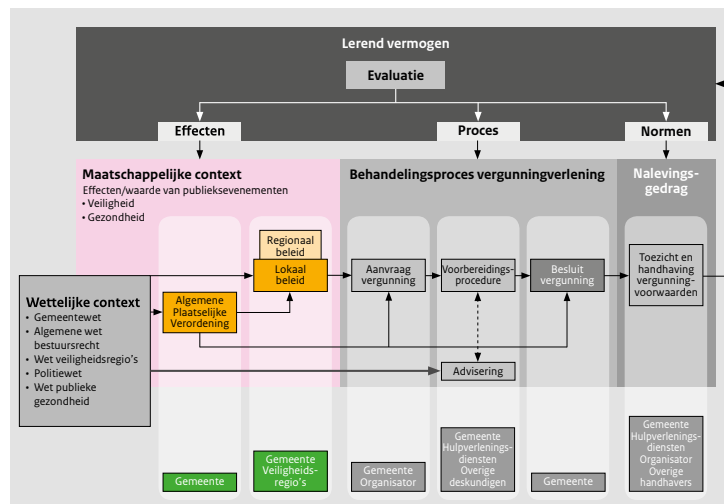 Lerend vermogen
Evaluatie
Effecten
Proces
Normen
Maatschappelijke context
Effecten/waarde van publieksevenementen
• Veiligheid
• Gezondheid
Behandelingsproces vergunningverlening
Nalevings-
gedrag
Regionaal
beleid
Lokaal
beleid
Aanvraag
vergunning
Voorbereidings-
procedure
Besluit
vergunning
Toezicht en
handhaving
vergunning-
voorwaarden
Wettelijke context
• Gemeentewet
• Algemene wet
bestuursrecht
• Wet veiligheidsregio's
• Politiewet
• Wet publieke
gezondheid
Algemene
Plaatselijke
Verordening
Advisering
Gemeente
Gemeente
Veiligheids-
regio's
Gemeente
Organisator
Gemeente
Hulpverlenings-
diensten
Overige
deskundigen
Gemeente
Gemeente
Hulpverlenings-
diensten
Organisator
Overige
handhavers